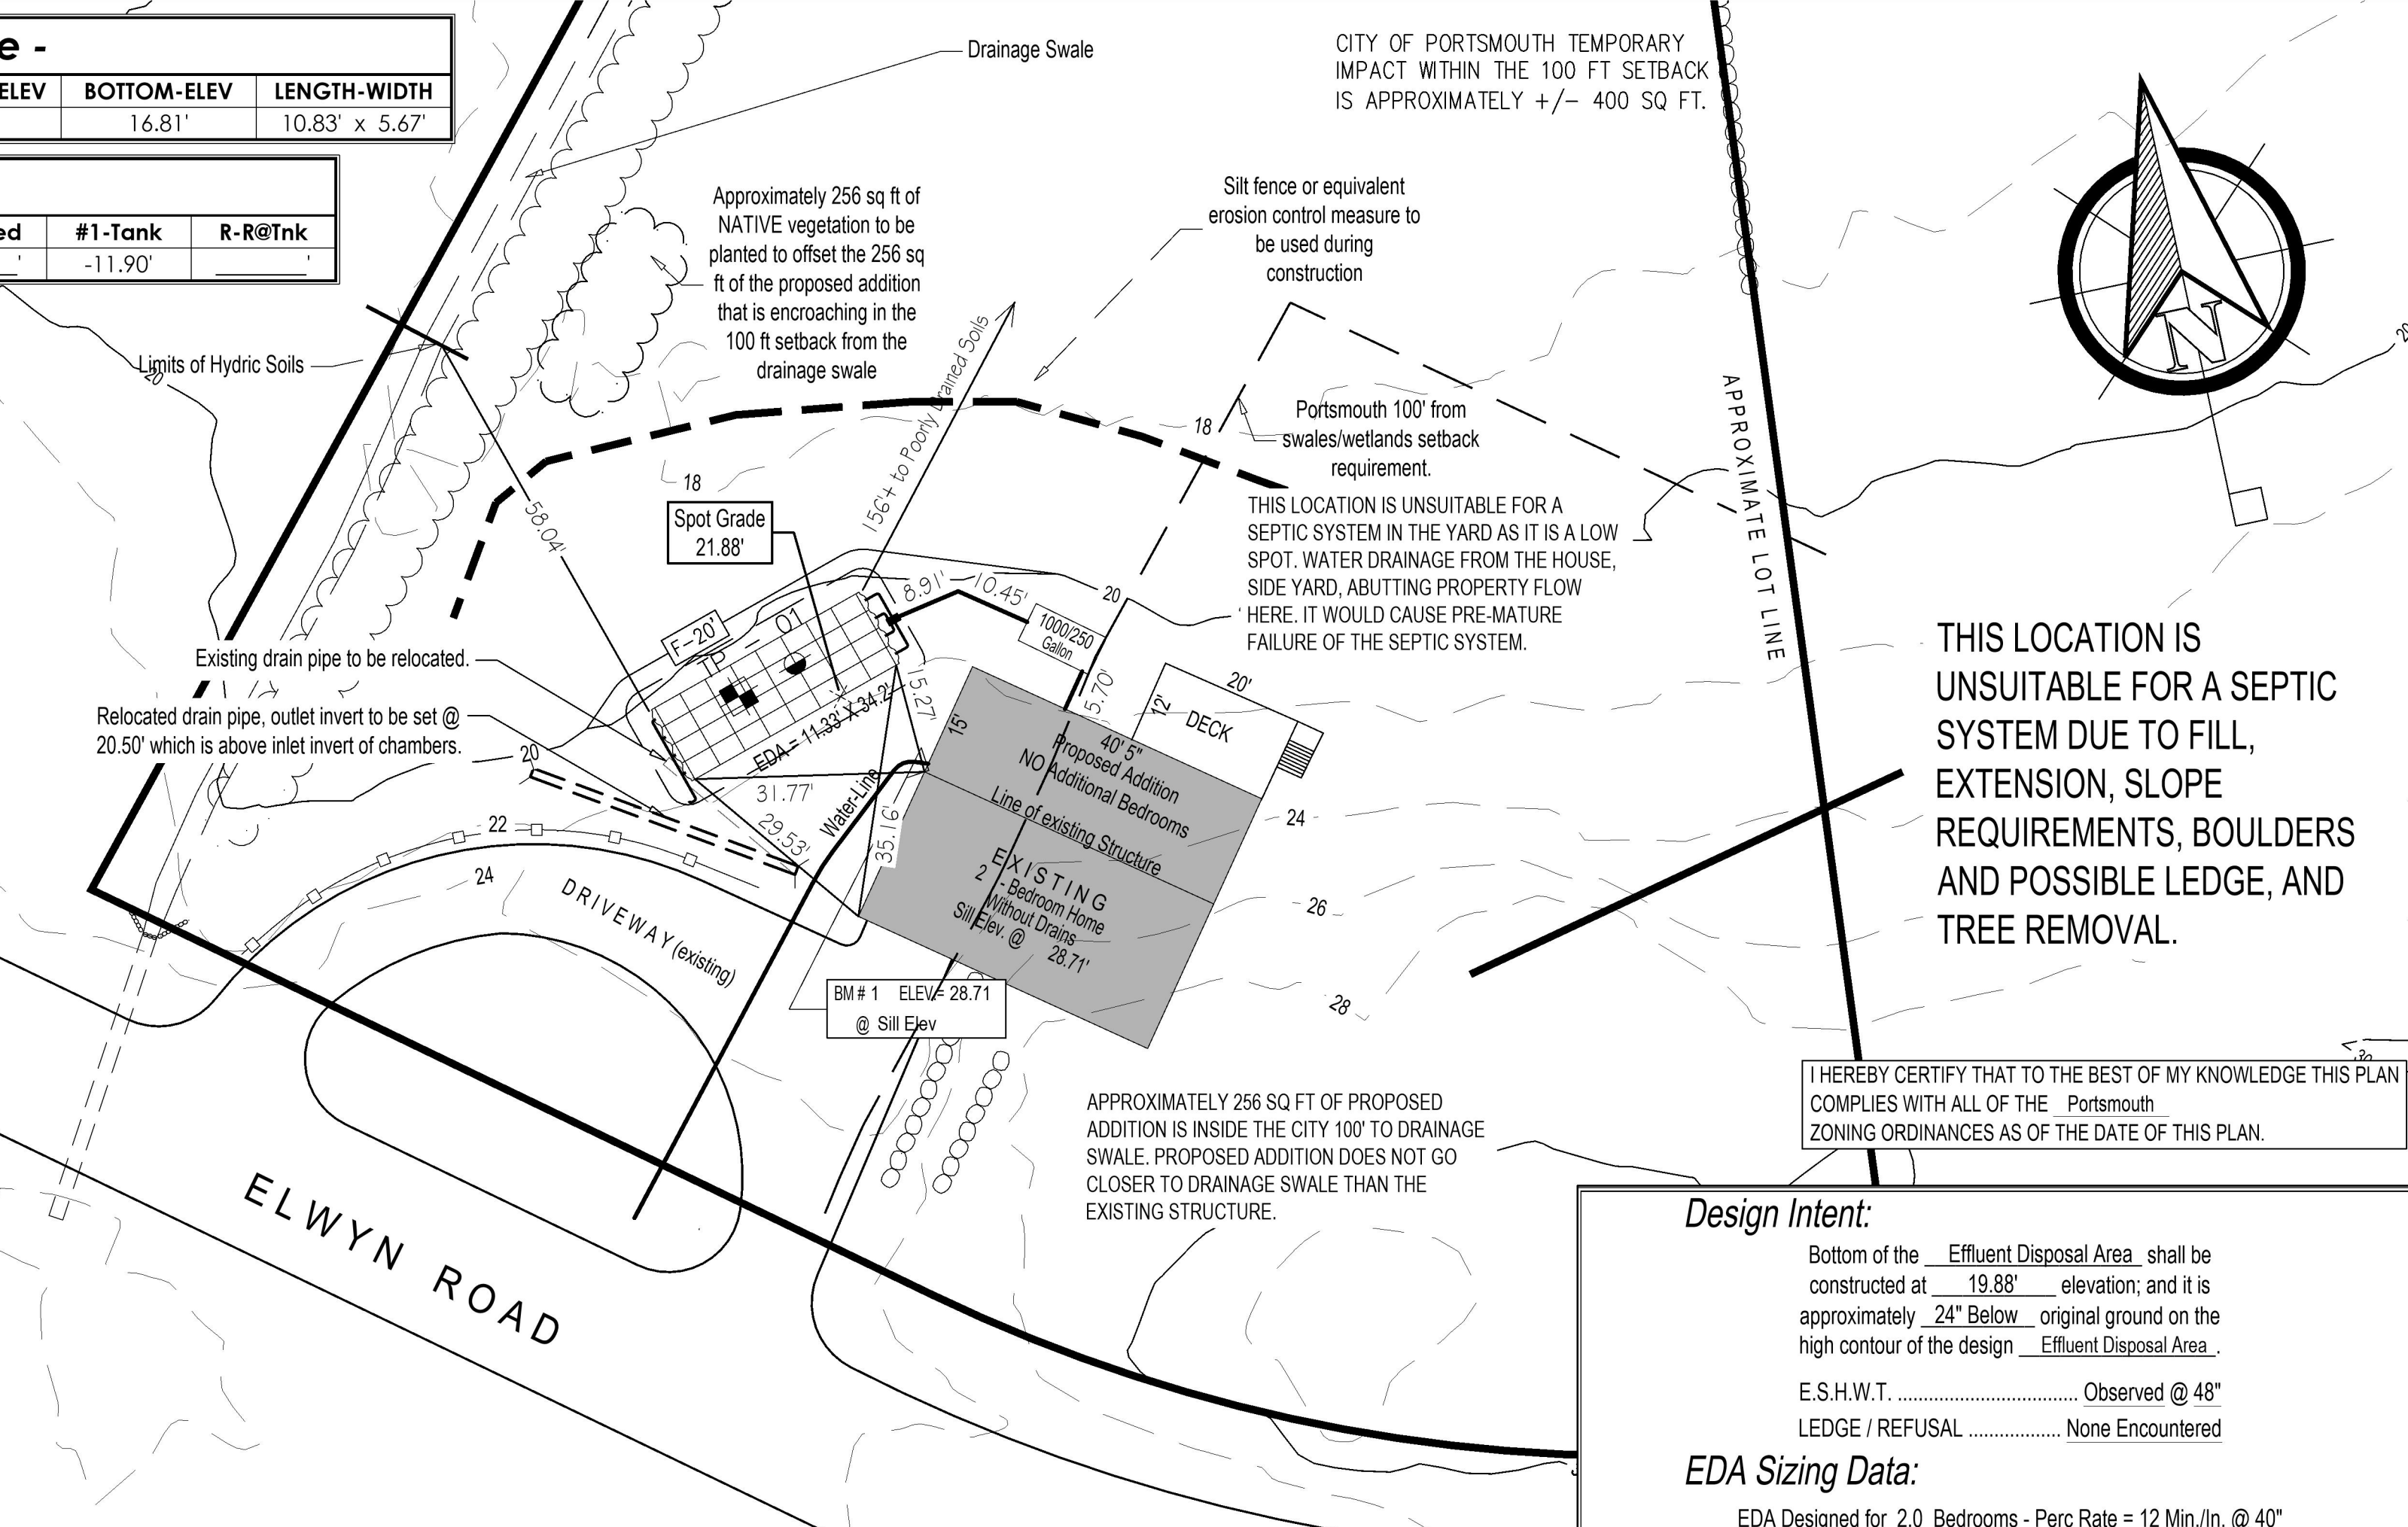 e -
ELEV BOTTOM-ELEV LENGTH-WIDTH
16.81' 10.83' x 5.67'
ed #1-Tank R-R@Tnk
' -11.90' '
Drainage Swale
CITY OF PORTSMOUTH TEMPORARY
IMPACT WITHIN THE 100 FT SETBACK
IS APPROXIMATELY +/- 400 SQ FT.
Approximately 256 sq ft of
NATIVE vegetation to be
planted to offset the 256 sq
ft of the proposed addition
that is encroaching in the
100 ft setback from the
drainage swale
Silt fence or equivalent
erosion control measure to
be used during
construction
N
20
Limits of Hydric Soils
20
156'+ to Poorly Drained Soils
Portsmouth 100' from
swales/wetlands setback
requirement.
18
18
58.04'
Spot Grade
21.88'
APPROXIMATE LOT LINE
THIS LOCATION IS UNSUITABLE FOR A
SEPTIC SYSTEM IN THE YARD AS IT IS A LOW
SPOT. WATER DRAINAGE FROM THE HOUSE,
SIDE YARD, ABUTTING PROPERTY FLOW
HERE. IT WOULD CAUSE PRE-MATURE
FAILURE OF THE SEPTIC SYSTEM.
8.91'
10.45'
20
1000/250
Gallon
F-20'
TP 01
EDA = 11.33' X 34.2'
15.27'
5.70'
Existing drain pipe to be relocated.
Relocated drain pipe, outlet invert to be set @
20.50' which is above inlet invert of chambers.
20
THIS LOCATION IS
UNSUITABLE FOR A SEPTIC
SYSTEM DUE TO FILL,
EXTENSION, SLOPE
REQUIREMENTS, BOULDERS
AND POSSIBLE LEDGE, AND
TREE REMOVAL.
20'
12'
DECK
15'
40' 5"
Proposed Addition
NO Additional Bedrooms
Line of existing Structure
31.77'
29.53'
Water-Line
35.16'
EXISTING
2 - Bedroom Home
Without Drains
Sill Elev. @ 28.71'
22
24
24
26
28
30
DRIVEWAY (existing)
BM # 1 ELEV.= 28.71
@ Sill Elev
I HEREBY CERTIFY THAT TO THE BEST OF MY KNOWLEDGE THIS PLAN
COMPLIES WITH ALL OF THE Portsmouth
ZONING ORDINANCES AS OF THE DATE OF THIS PLAN.
APPROXIMATELY 256 SQ FT OF PROPOSED
ADDITION IS INSIDE THE CITY 100' TO DRAINAGE
SWALE. PROPOSED ADDITION DOES NOT GO
CLOSER TO DRAINAGE SWALE THAN THE
EXISTING STRUCTURE.
ELWYN ROAD
Design Intent:
Bottom of the Effluent Disposal Area shall be
constructed at 19.88' elevation; and it is
approximately 24" Below original ground on the
high contour of the design Effluent Disposal Area.
E.S.H.W.T. ................................... Observed @ 48"
LEDGE / REFUSAL .................. None Encountered
EDA Sizing Data:
EDA Designed for 2.0 Bedrooms - Perc Rate = 12 Min./In. @ 40"